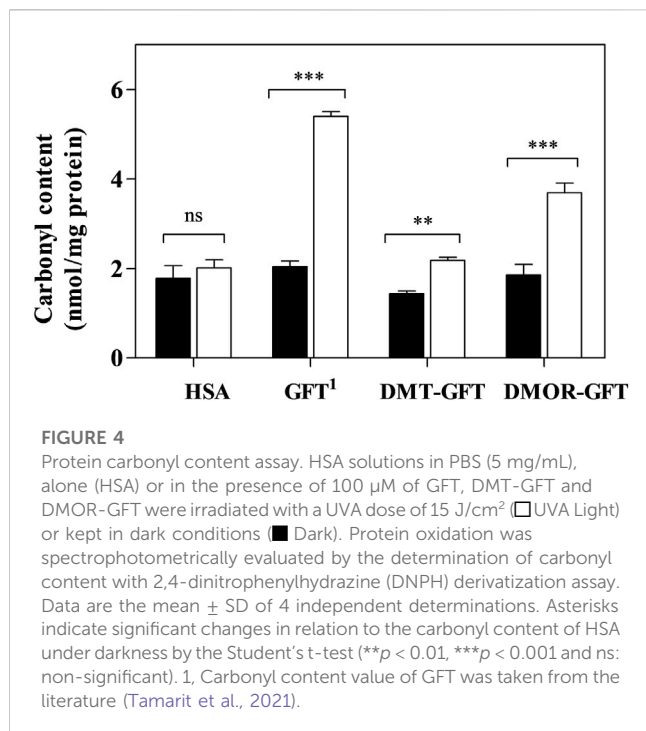 Carbonyl content
(nmol/mg protein)
6
4
2
0
ns
***
**
***
HSA
GFT¹
DMT-GFT
DMOR-GFT
FIGURE 4
Protein carbonyl content assay. HSA solutions in PBS (5 mg/mL),
alone (HSA) or in the presence of 100 µM of GFT, DMT-GFT and
DMOR-GFT were irradiated with a UVA dose of 15 J/cm² (□ UVA Light)
or kept in dark conditions (■ Dark). Protein oxidation was
spectrophotometrically evaluated by the determination of carbonyl
content with 2,4-dinitrophenylhydrazine (DNPH) derivatization assay.
Data are the mean ± SD of 4 independent determinations. Asterisks
indicate significant changes in relation to the carbonyl content of HSA
under darkness by the Student’s t-test (**p < 0.01, ***p < 0.001 and ns:
non-significant). 1, Carbonyl content value of GFT was taken from the
literature (Tamarit et al., 2021).